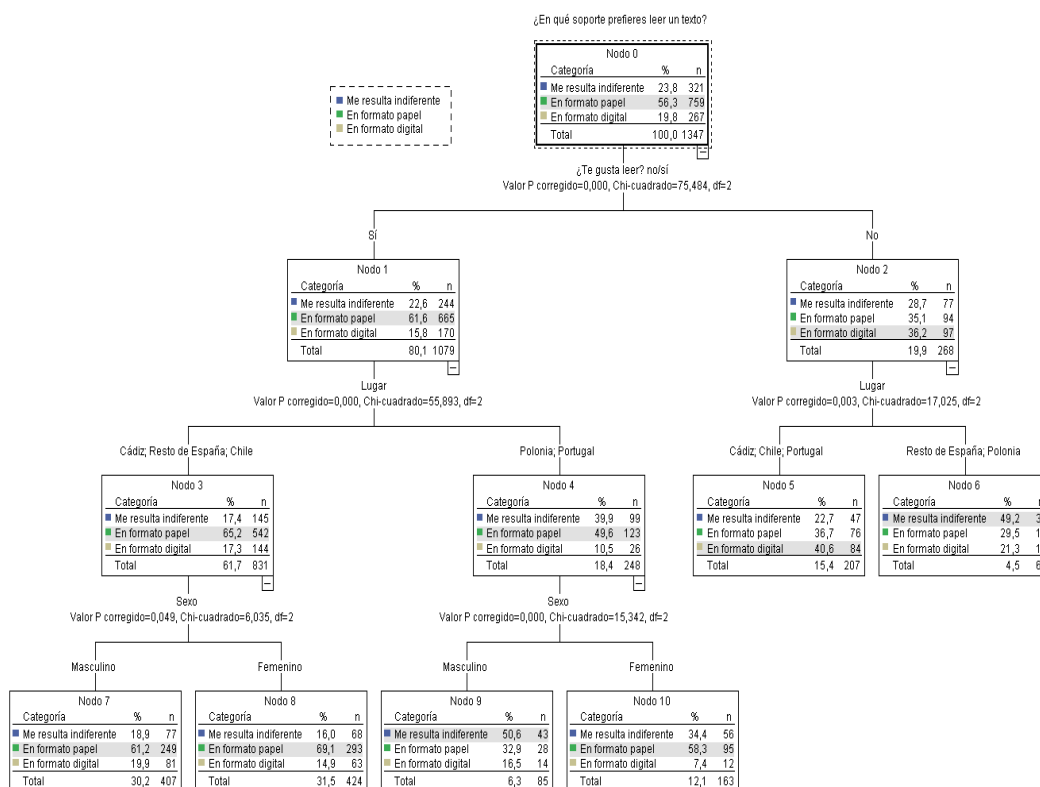 ¿En qué soporte prefieres leer un texto?
Nodo 0
Categoría % n
Me resulta indiferente 23,8 321
En formato papel 56,3 759
En formato digital 19,8 267
Total 100,0 1347
Me resulta indiferente
En formato papel
En formato digital
¿Te gusta leer? no/sí
Valor P corregido=0,000, Chi-cuadrado=75,484, df=2
Sí
No
Nodo 1
Categoría % n
Me resulta indiferente 22,6 244
En formato papel 61,6 665
En formato digital 15,8 170
Total 80,1 1079
Nodo 2
Categoría % n
Me resulta indiferente 28,7 77
En formato papel 35,1 94
En formato digital 36,2 97
Total 19,9 268
Lugar
Valor P corregido=0,000, Chi-cuadrado=55,893, df=2
Lugar
Valor P corregido=0,003, Chi-cuadrado=17,025, df=2
Cádiz; Resto de España; Chile
Polonia; Portugal
Cádiz; Chile; Portugal
Resto de España; Polonia
Nodo 3
Categoría % n
Me resulta indiferente 17,4 145
En formato papel 65,2 542
En formato digital 17,3 144
Total 61,7 831
Nodo 4
Categoría % n
Me resulta indiferente 39,9 99
En formato papel 49,6 123
En formato digital 10,5 26
Total 18,4 248
Nodo 5
Categoría % n
Me resulta indiferente 22,7 47
En formato papel 36,7 76
En formato digital 40,6 84
Total 15,4 207
Nodo 6
Categoría %
Me resulta indiferente 49,2
En formato papel 29,5
En formato digital 21,3
Total 4,5
Sexo
Valor P corregido=0,049, Chi-cuadrado=6,035, df=2
Sexo
Valor P corregido=0,000, Chi-cuadrado=15,342, df=2
Masculino
Femenino
Masculino
Femenino
Nodo 7
Categoría % n
Me resulta indiferente 18,9 77
En formato papel 61,2 249
En formato digital 19,9 81
Total 30,2 407
Nodo 8
Categoría % n
Me resulta indiferente 16,0 68
En formato papel 69,1 293
En formato digital 14,9 63
Total 31,5 424
Nodo 9
Categoría % n
Me resulta indiferente 50,6 43
En formato papel 32,9 28
En formato digital 16,5 14
Total 6,3 85
Nodo 10
Categoría % n
Me resulta indiferente 34,4 56
En formato papel 58,3 95
En formato digital 7,4 12
Total 12,1 163